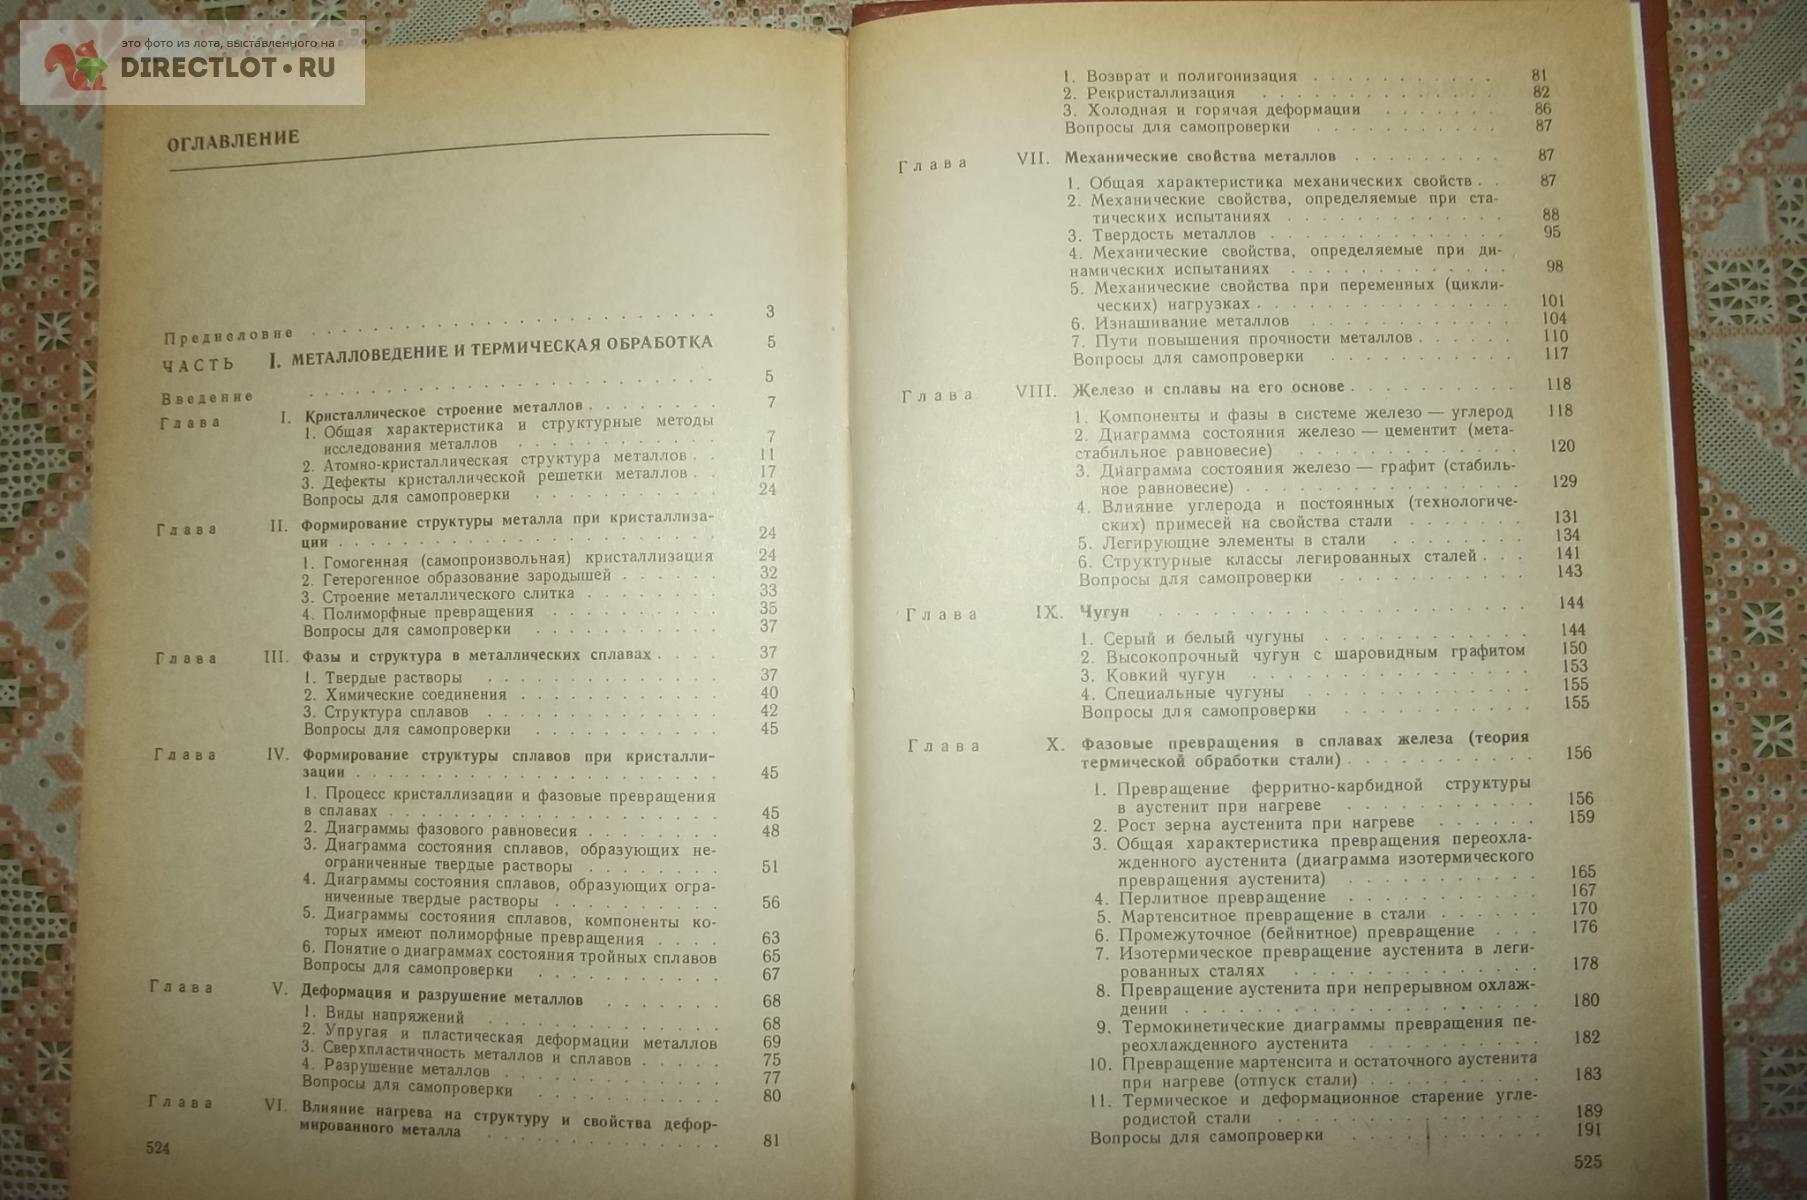 это фото из лота, выставленного на
DIRECTLOT.RU
ОГЛАВЛЕНИЕ
Предисловие . . . 3
ЧАСТЬ I. МЕТАЛЛОВЕДЕНИЕ И ТЕРМИЧЕСКАЯ ОБРАБОТКА 5
Введение . . . 5
Глава I. Кристаллическое строение металлов . . . 7
1. Общая характеристика и структурные методы
исследования металлов . . . 7
2. Атомно-кристаллическая структура металлов . . 11
3. Дефекты кристаллической решетки металлов . . 17
Вопросы для самопроверки . . . 24
Глава II. Формирование структуры металла при кристаллиза-
ции . . . 24
1. Гомогенная (самопроизвольная) кристаллизация 24
2. Гетерогенное образование зародышей . . . 32
3. Строение металлического слитка . . . 33
4. Полиморфные превращения . . . 35
Вопросы для самопроверки . . . 37
Глава III. Фазы и структура в металлических сплавах . . . 37
1. Твердые растворы . . . 37
2. Химические соединения . . . 40
3. Структура сплавов . . . 42
Вопросы для самопроверки . . . 45
Глава IV. Формирование структуры сплавов при кристалли-
зации . . . 45
1. Процесс кристаллизации и фазовые превращения
в сплавах . . . 45
2. Диаграммы фазового равновесия . . . 48
3. Диаграмма состояния сплавов, образующих не-
ограниченные твердые растворы . . . 51
4. Диаграммы состояния сплавов, образующих огра-
ниченные твердые растворы . . . 56
5. Диаграммы состояния сплавов, компоненты ко-
торых имеют полиморфные превращения . . . 63
6. Понятие о диаграммах состояния тройных сплавов 65
Вопросы для самопроверки . . . 67
Глава V. Деформация и разрушение металлов . . . 68
1. Виды напряжений . . . 68
2. Упругая и пластическая деформации металлов 69
3. Сверхпластичность металлов и сплавов . . . 75
4. Разрушение металлов . . . 77
Вопросы для самопроверки . . . 80
Глава VI. Влияние нагрева на структуру и свойства дефор-
мированного металла . . . 81
524
1. Возврат и полигонизация . . . 81
2. Рекристаллизация . . . 82
3. Холодная и горячая деформации . . . 86
Вопросы для самопроверки . . . 87
Глава VII. Механические свойства металлов . . . 87
1. Общая характеристика механических свойств . . 87
2. Механические свойства, определяемые при ста-
тических испытаниях . . . 88
3. Твердость металлов . . . 95
4. Механические свойства, определяемые при ди-
намических испытаниях . . . 98
5. Механические свойства при переменных (цикли-
ческих) нагрузках . . . 101
6. Изнашивание металлов . . . 104
7. Пути повышения прочности металлов . . . 110
Вопросы для самопроверки . . . 117
Глава VIII. Железо и сплавы на его основе . . . 118
1. Компоненты и фазы в системе железо — углерод 118
2. Диаграмма состояния железо — цементит (мета-
стабильное равновесие) . . . 120
3. Диаграмма состояния железо — графит (стабиль-
ное равновесие) . . . 129
4. Влияние углерода и постоянных (технологиче-
ских) примесей на свойства стали . . . 131
5. Легирующие элементы в стали . . . 134
6. Структурные классы легированных сталей . . . 141
Вопросы для самопроверки . . . 143
Глава IX. Чугун . . . 144
1. Серый и белый чугуны . . . 144
2. Высокопрочный чугун с шаровидным графитом 150
3. Ковкий чугун . . . 153
4. Специальные чугуны . . . 155
Вопросы для самопроверки . . . 155
Глава X. Фазовые превращения в сплавах железа (теория
термической обработки стали) . . . 156
1. Превращение ферритно-карбидной структуры
в аустенит при нагреве . . . 156
2. Рост зерна аустенита при нагреве . . . 159
3. Общая характеристика превращения переохла-
жденного аустенита (диаграмма изотермического
превращения аустенита) . . . 165
4. Перлитное превращение . . . 167
5. Мартенситное превращение в стали . . . 170
6. Промежуточное (бейнитное) превращение . . . 176
7. Изотермическое превращение аустенита в леги-
рованных сталях . . . 178
8. Превращение аустенита при непрерывном охлаж-
дении . . . 180
9. Термокинетические диаграммы превращения пе-
реохлажденного аустенита . . . 182
10. Превращение мартенсита и остаточного аустенита
при нагреве (отпуск стали) . . . 183
11. Термическое и деформационное старение угле-
родистой стали . . . 189
Вопросы для самопроверки . . . 191
525